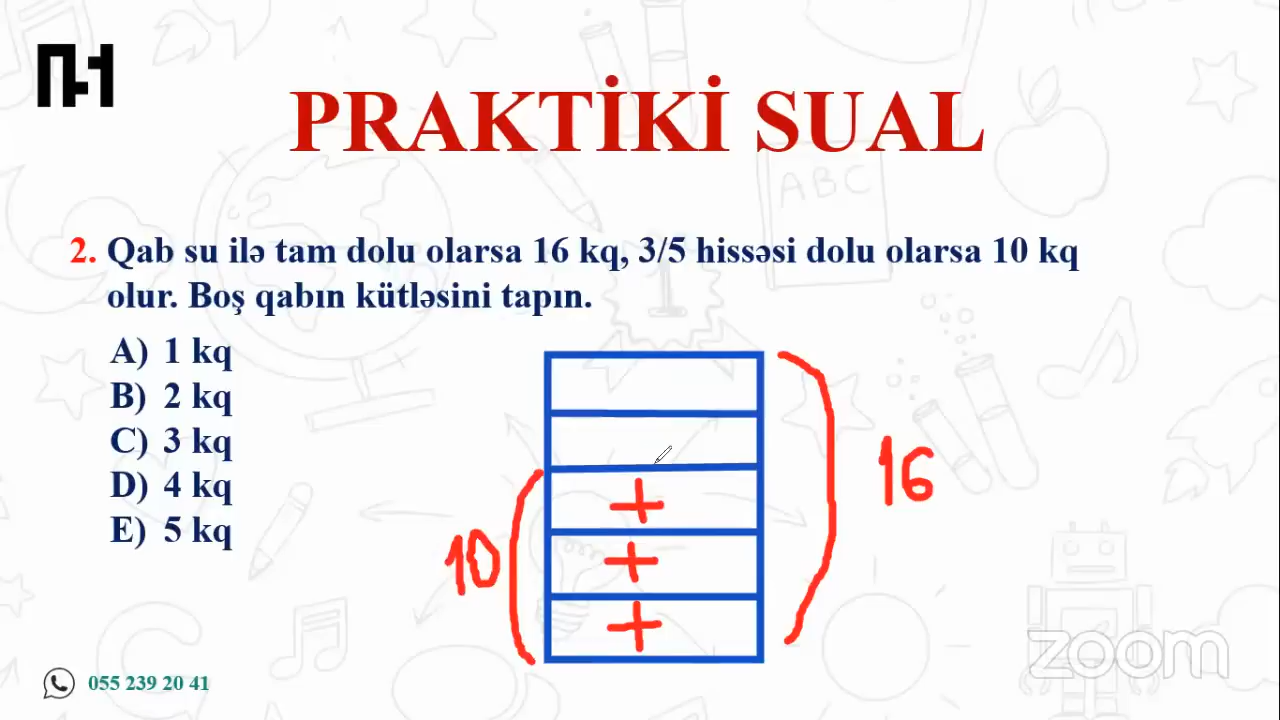 PRAKTİKİ SUAL
2. Qab su ilə tam dolu olarsa 16 kq, 3/5 hissəsi dolu olarsa 10 kq
olur. Boş qabın kütləsini tapın.
A) 1 kq
B) 2 kq
C) 3 kq
D) 4 kq
E) 5 kq
10
16
ABC
1
055 239 20 41
zoom